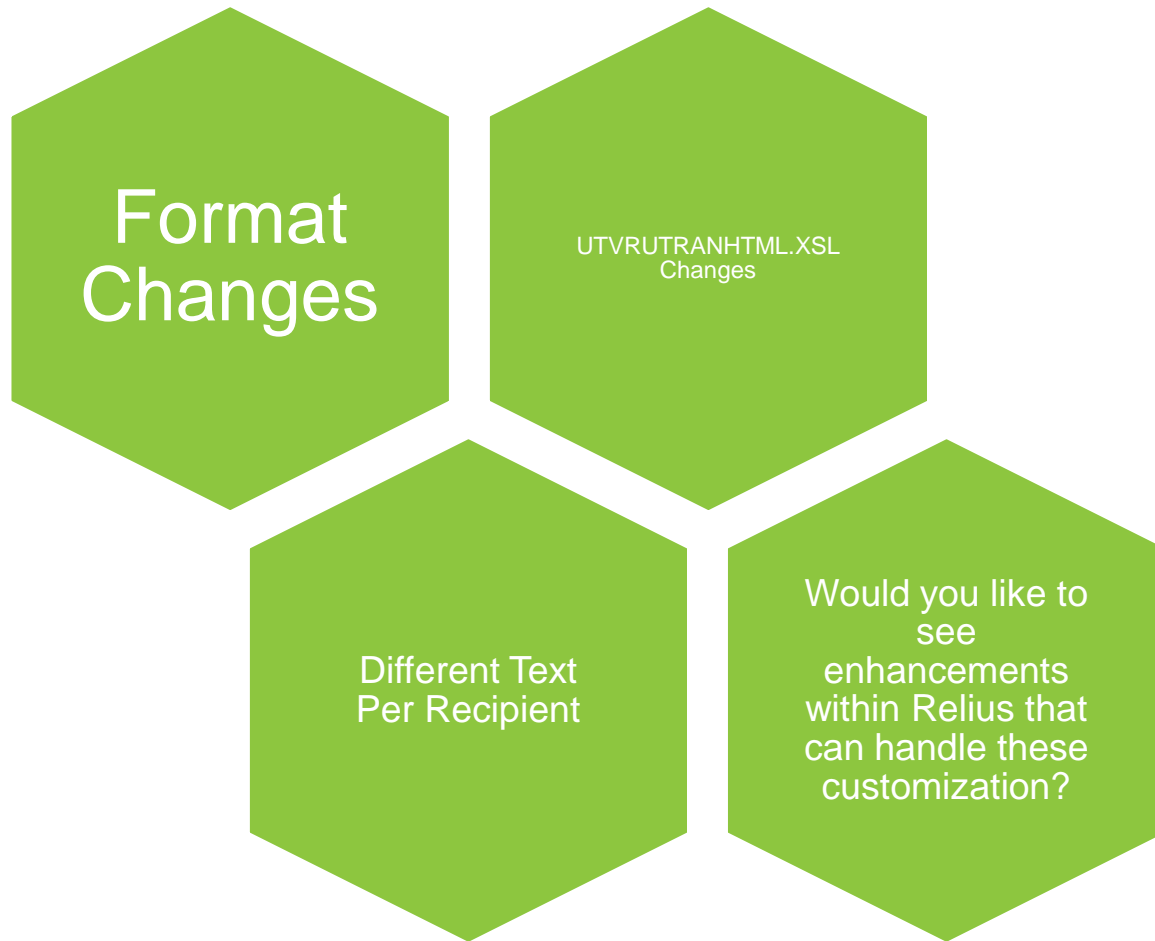 Format
Changes
UTVRUTRANHTML.XSL
Changes
Different Text
Per Recipient
Would you like to
see
enhancements
within Relius that
can handle these
customization?